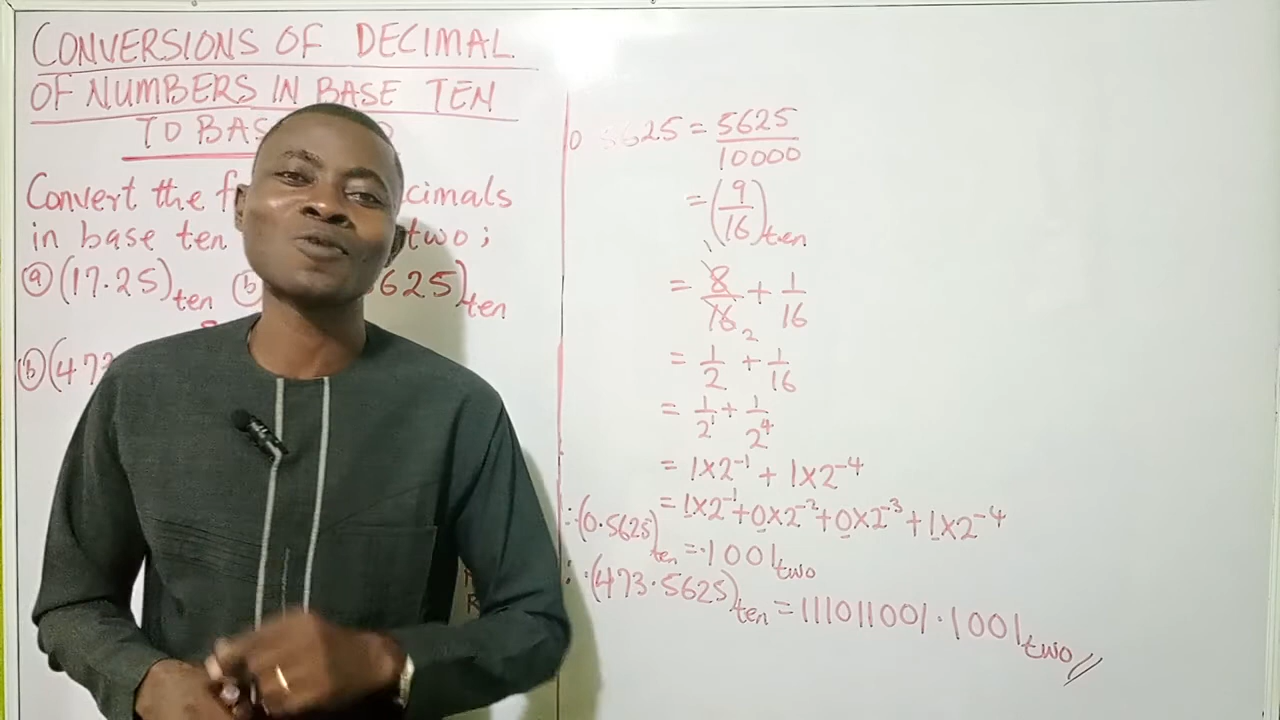 CONVERSIONS OF DECIMAL
OF NUMBERS IN BASE TEN
TO
Convert the
in base ten two;
ⓐ(17.25)ten ⓑ 625)ten
ⓑ(473
0.5625 = 5625/10000
= (9/16)ten
= 8/16 + 1/16
1 2
= 1/2 + 1/16
= 1/2¹ + 1/2⁴
= 1×2⁻¹ + 1×2⁻⁴
= 1×2⁻¹+0×2⁻²+0×2⁻³+1×2⁻⁴
∴(0.5625)ten = .1001two
∴(473.5625)ten = 111011001.1001two//